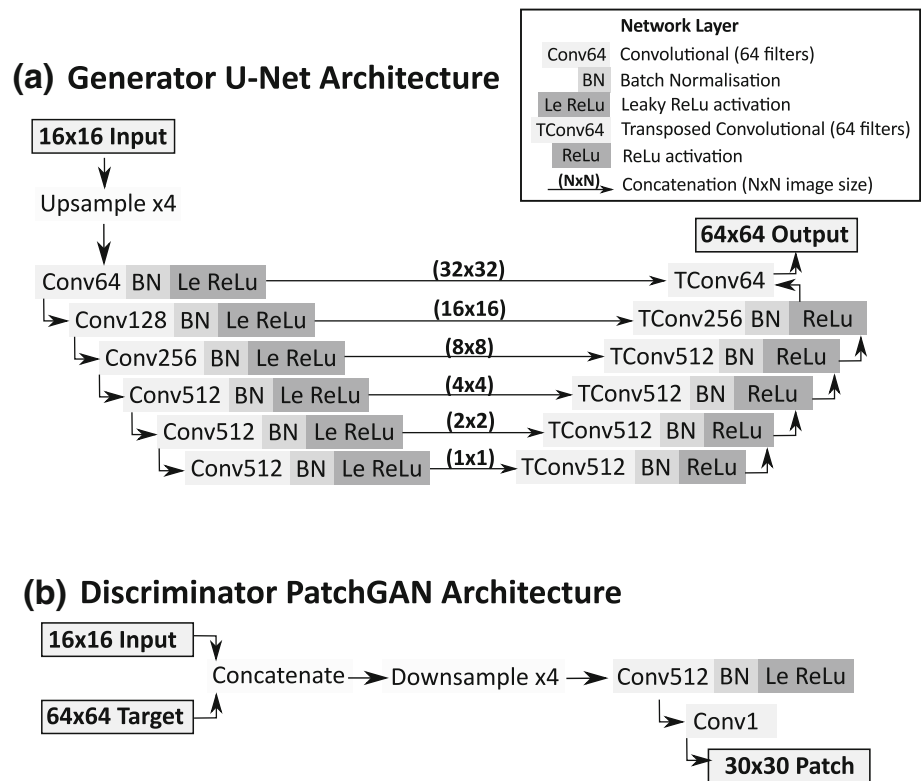 Network Layer
Conv64 Convolutional (64 filters)
BN Batch Normalisation
Le ReLu Leaky ReLu activation
TConv64 Transposed Convolutional (64 filters)
ReLu ReLu activation
(NxN) Concatenation (NxN image size)
(a) Generator U-Net Architecture
16x16 Input
Upsample x4
64x64 Output
Conv64 BN Le ReLu (32x32) TConv64
Conv128 BN Le ReLu (16x16) TConv256 BN ReLu
Conv256 BN Le ReLu (8x8) TConv512 BN ReLu
Conv512 BN Le ReLu (4x4) TConv512 BN ReLu
Conv512 BN Le ReLu (2x2) TConv512 BN ReLu
Conv512 BN Le ReLu (1x1) TConv512 BN ReLu
(b) Discriminator PatchGAN Architecture
16x16 Input
Concatenate Downsample x4 Conv512 BN Le ReLu
64x64 Target
Conv1
30x30 Patch